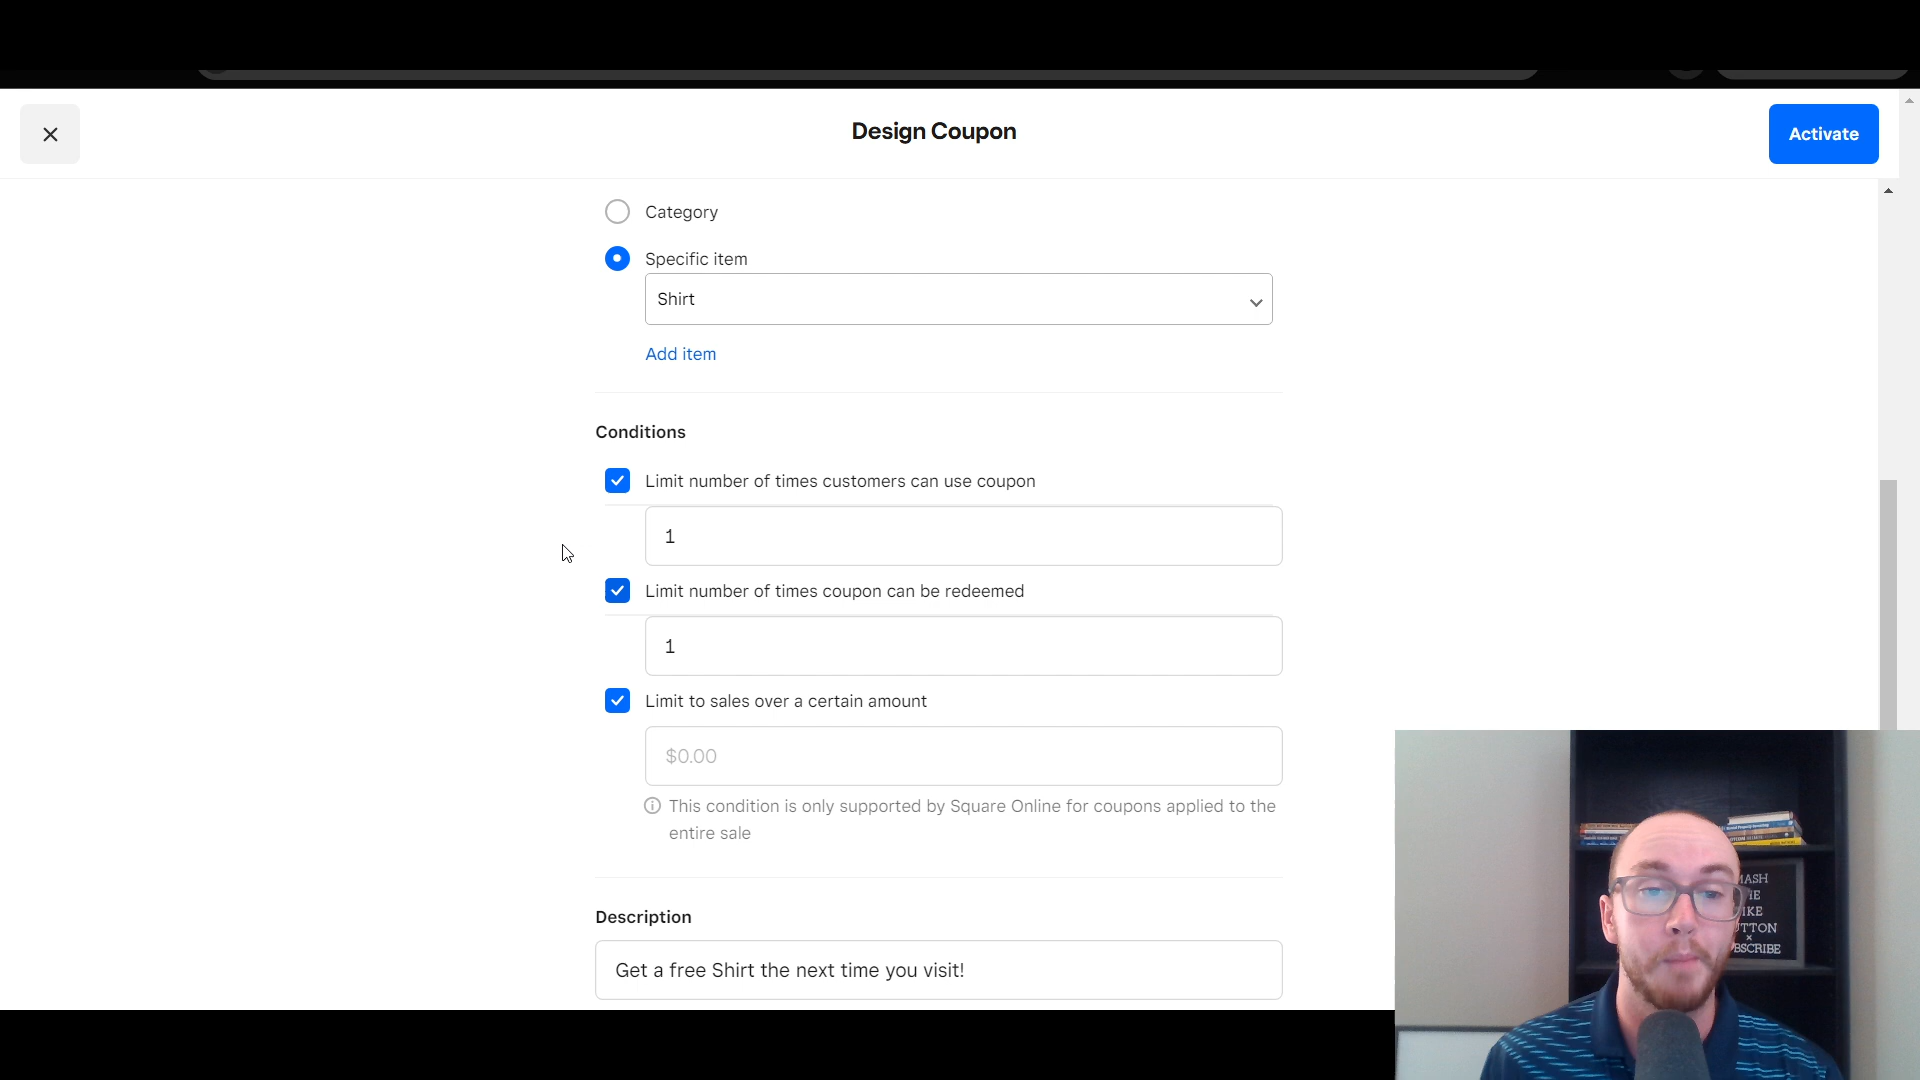 Design Coupon
Activate
Category
Specific item
Shirt
Add item
Conditions
Limit number of times customers can use coupon
1
Limit number of times coupon can be redeemed
1
Limit to sales over a certain amount
$0.00
This condition is only supported by Square Online for coupons applied to the
entire sale
Description
Get a free Shirt the next time you visit!